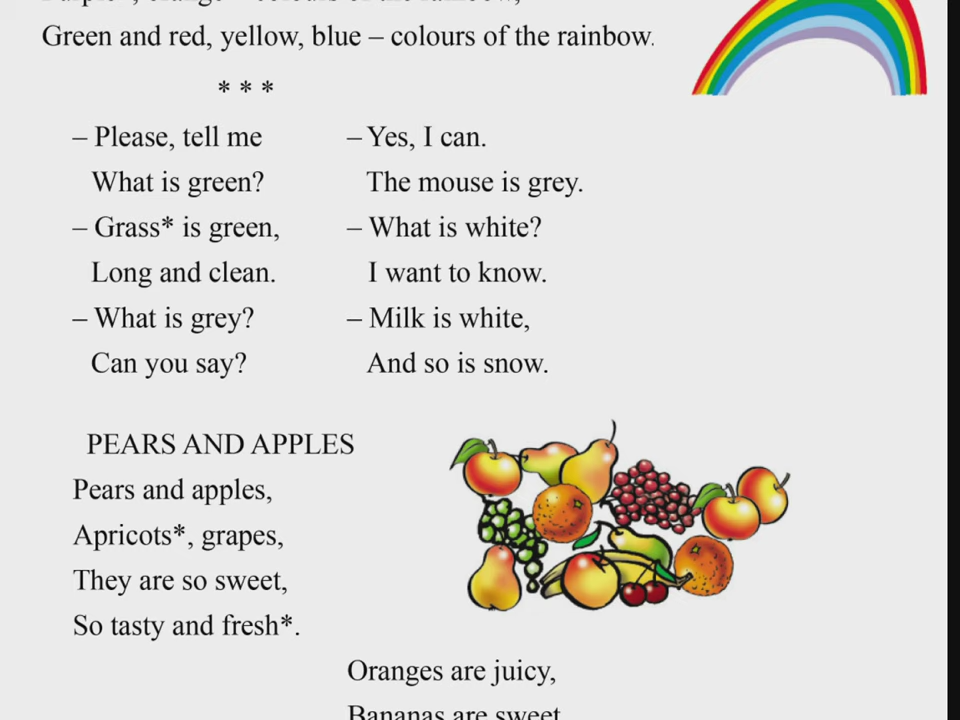 Green and red, yellow, blue – colours of the rainbow.
* * *
– Please, tell me
What is green?
– Grass* is green,
Long and clean.
– What is grey?
Can you say?
– Yes, I can.
The mouse is grey.
– What is white?
I want to know.
– Milk is white,
And so is snow.
PEARS AND APPLES
Pears and apples,
Apricots*, grapes,
They are so sweet,
So tasty and fresh*.
Oranges are juicy,
Bananas are sweet